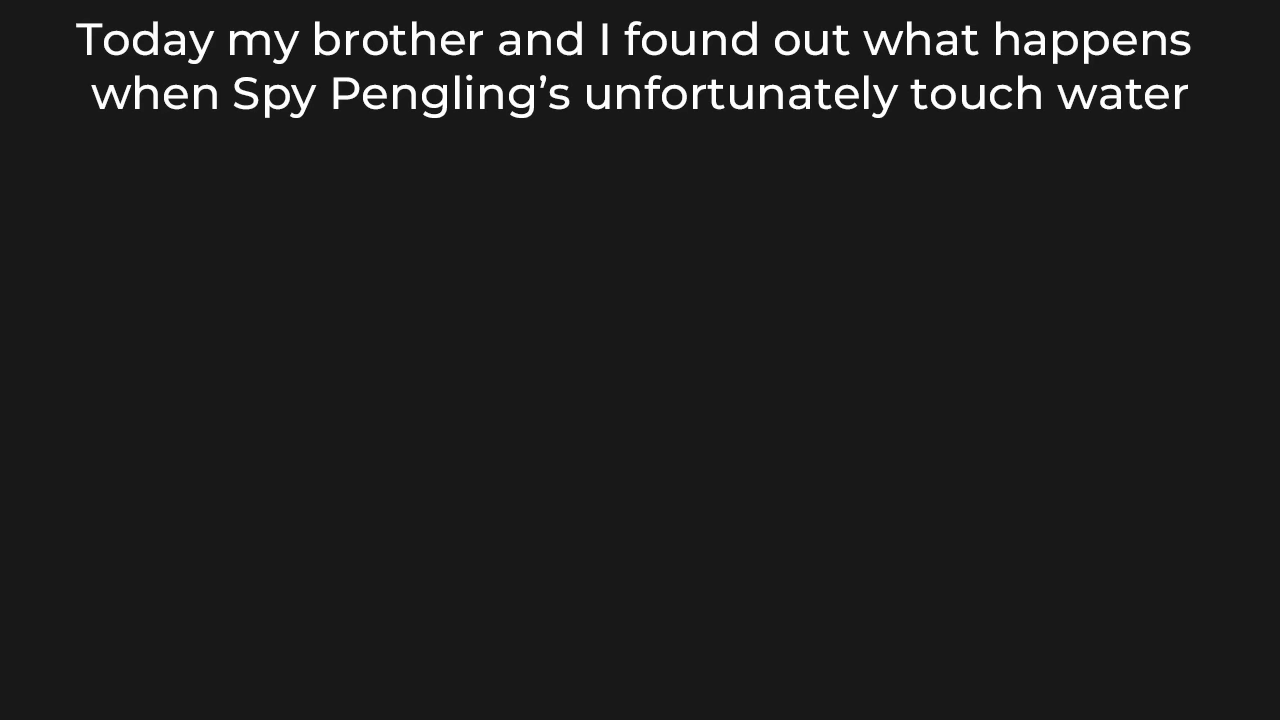 Today my brother and I found out what happens
when Spy Pengling’s unfortunately touch water